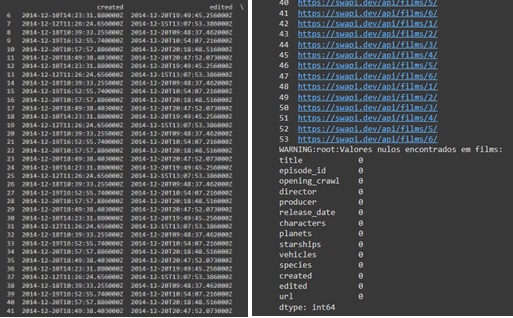 created edited \
6 2014-12-10T14:23:31.880000Z 2014-12-20T19:49:45.256000Z
7 2014-12-12T11:26:24.656000Z 2014-12-15T13:07:53.386000Z
8 2014-12-18T10:39:33.255000Z 2014-12-20T09:48:37.462000Z
9 2014-12-19T16:52:55.740000Z 2014-12-20T10:54:07.216000Z
10 2014-12-20T10:57:57.886000Z 2014-12-20T20:18:48.516000Z
11 2014-12-20T18:49:38.403000Z 2014-12-20T20:47:52.073000Z
12 2014-12-10T14:23:31.880000Z 2014-12-20T19:49:45.256000Z
13 2014-12-12T11:26:24.656000Z 2014-12-15T13:07:53.386000Z
14 2014-12-18T10:39:33.255000Z 2014-12-20T09:48:37.462000Z
15 2014-12-19T16:52:55.740000Z 2014-12-20T10:54:07.216000Z
16 2014-12-20T10:57:57.886000Z 2014-12-20T20:18:48.516000Z
17 2014-12-20T18:49:38.403000Z 2014-12-20T20:47:52.073000Z
18 2014-12-10T14:23:31.880000Z 2014-12-20T19:49:45.256000Z
19 2014-12-12T11:26:24.656000Z 2014-12-15T13:07:53.386000Z
20 2014-12-18T10:39:33.255000Z 2014-12-20T09:48:37.462000Z
21 2014-12-19T16:52:55.740000Z 2014-12-20T10:54:07.216000Z
22 2014-12-20T10:57:57.886000Z 2014-12-20T20:18:48.516000Z
23 2014-12-20T18:49:38.403000Z 2014-12-20T20:47:52.073000Z
24 2014-12-10T14:23:31.880000Z 2014-12-20T19:49:45.256000Z
25 2014-12-12T11:26:24.656000Z 2014-12-15T13:07:53.386000Z
26 2014-12-18T10:39:33.255000Z 2014-12-20T09:48:37.462000Z
27 2014-12-19T16:52:55.740000Z 2014-12-20T10:54:07.216000Z
28 2014-12-20T10:57:57.886000Z 2014-12-20T20:18:48.516000Z
29 2014-12-20T18:49:38.403000Z 2014-12-20T20:47:52.073000Z
30 2014-12-10T14:23:31.880000Z 2014-12-20T19:49:45.256000Z
31 2014-12-12T11:26:24.656000Z 2014-12-15T13:07:53.386000Z
32 2014-12-18T10:39:33.255000Z 2014-12-20T09:48:37.462000Z
33 2014-12-19T16:52:55.740000Z 2014-12-20T10:54:07.216000Z
34 2014-12-20T10:57:57.886000Z 2014-12-20T20:18:48.516000Z
35 2014-12-20T18:49:38.403000Z 2014-12-20T20:47:52.073000Z
36 2014-12-10T14:23:31.880000Z 2014-12-20T19:49:45.256000Z
37 2014-12-12T11:26:24.656000Z 2014-12-15T13:07:53.386000Z
38 2014-12-18T10:39:33.255000Z 2014-12-20T09:48:37.462000Z
39 2014-12-19T16:52:55.740000Z 2014-12-20T10:54:07.216000Z
40 2014-12-20T10:57:57.886000Z 2014-12-20T20:18:48.516000Z
41 2014-12-20T18:49:38.403000Z 2014-12-20T20:47:52.073000Z
40 https://swapi.dev/api/films/5/
41 https://swapi.dev/api/films/6/
42 https://swapi.dev/api/films/1/
43 https://swapi.dev/api/films/2/
44 https://swapi.dev/api/films/3/
45 https://swapi.dev/api/films/4/
46 https://swapi.dev/api/films/5/
47 https://swapi.dev/api/films/6/
48 https://swapi.dev/api/films/1/
49 https://swapi.dev/api/films/2/
50 https://swapi.dev/api/films/3/
51 https://swapi.dev/api/films/4/
52 https://swapi.dev/api/films/5/
53 https://swapi.dev/api/films/6/
WARNING:root:Valores nulos encontrados em films:
title 0
episode_id 0
opening_crawl 0
director 0
producer 0
release_date 0
characters 0
planets 0
starships 0
vehicles 0
species 0
created 0
edited 0
url 0
dtype: int64